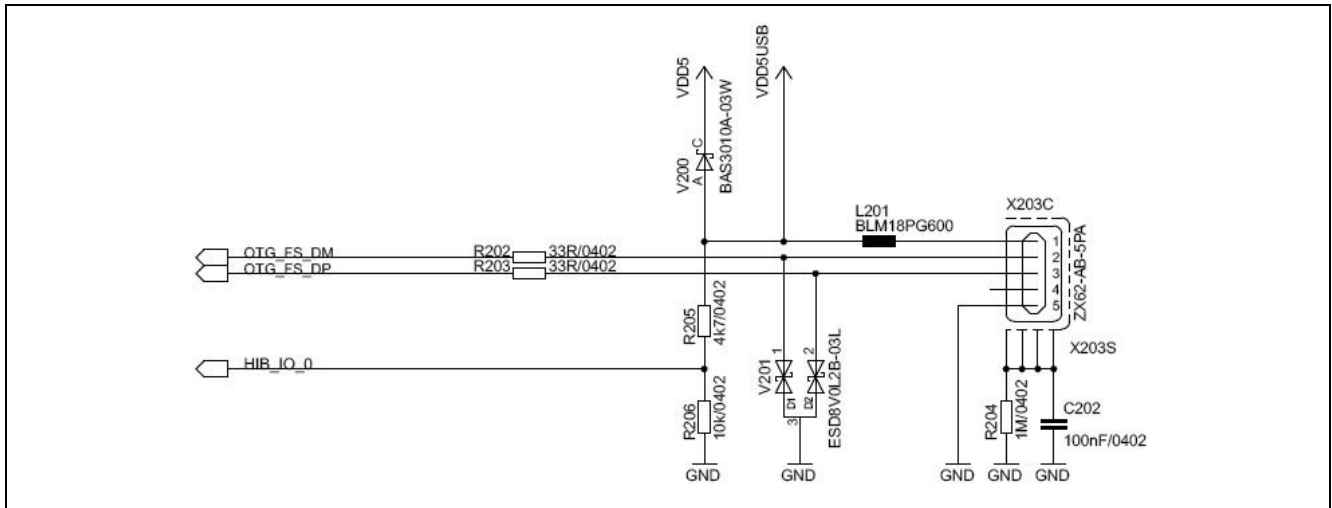 VDD5
VDD5USB
V200
A
C
BAS3010A-03W
X203C
L201
BLM18PG600
OTG_FS_DM
R202
33R/0402
OTG_FS_DP
R203
33R/0402
1
2
3
4
5
ZX62-AB-5PA
R205
4k7/0402
HIB_IO_0
X203S
V201
1
2
D1
D2
3
ESD8V0L2B-03L
R206
10k/0402
R204
1M/0402
C202
100nF/0402
GND
GND
GND
GND
GND